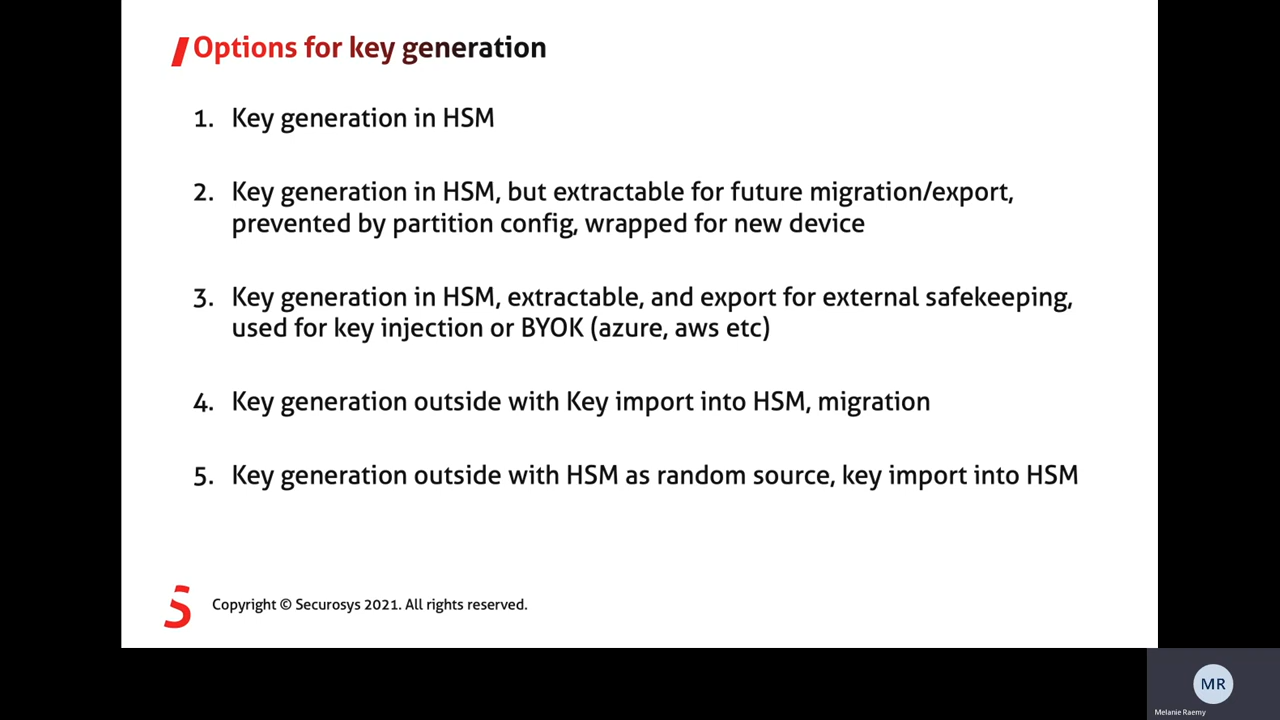 Options for key generation
1. Key generation in HSM
2. Key generation in HSM, but extractable for future migration/export,
prevented by partition config, wrapped for new device
3. Key generation in HSM, extractable, and export for external safekeeping,
used for key injection or BYOK (azure, aws etc)
4. Key generation outside with Key import into HSM, migration
5. Key generation outside with HSM as random source, key import into HSM
Copyright © Securosys 2021. All rights reserved.
MR
Melanie Raemy